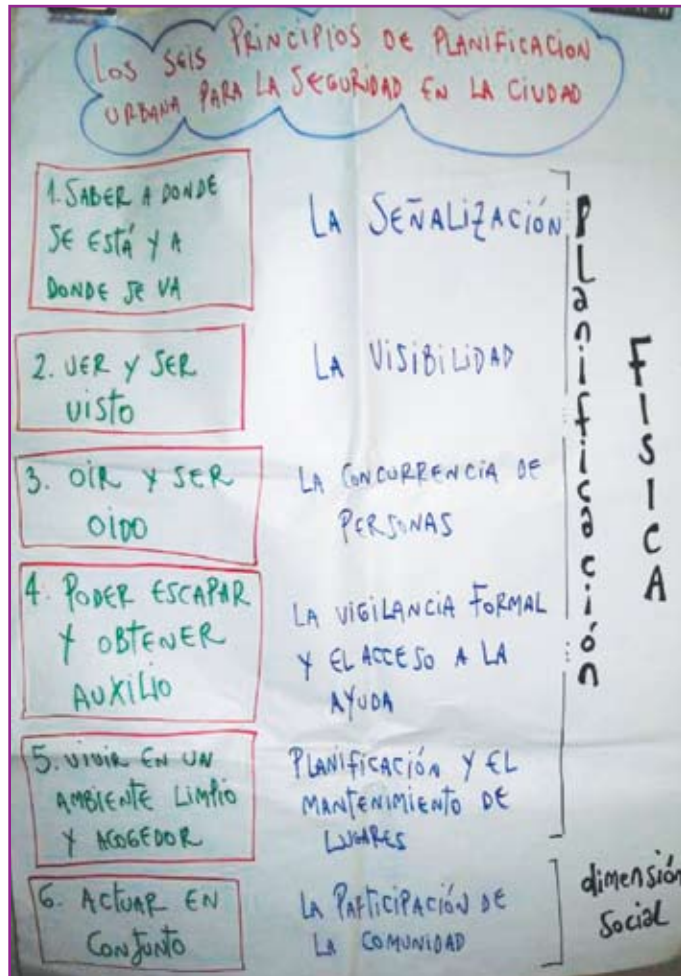 LOS SEIS PRINCIPIOS DE PLANIFICACION
URBANA PARA LA SEGURIDAD EN LA CIUDAD
1. SABER A DONDE
SE ESTÁ Y A
DONDE SE VA
LA SEÑALIZACIÓN
2. VER Y SER
VISTO
LA VISIBILIDAD
3. OÍR Y SER
OIDO
LA CONCURRENCIA DE
PERSONAS
4. PODER ESCAPAR
Y OBTENER
AUXILIO
LA VIGILANCIA FORMAL
Y EL ACCESO A LA
AYUDA
5. VIVIR EN UN
AMBIENTE LIMPIO
Y ACOGEDOR
PLANIFICACIÓN Y EL
MANTENIMIENTO DE
LUGARES
Planificación
FISICA
6. ACTUAR EN
CONJUNTO
LA PARTICIPACIÓN DE
LA COMUNIDAD
dimensión
Social